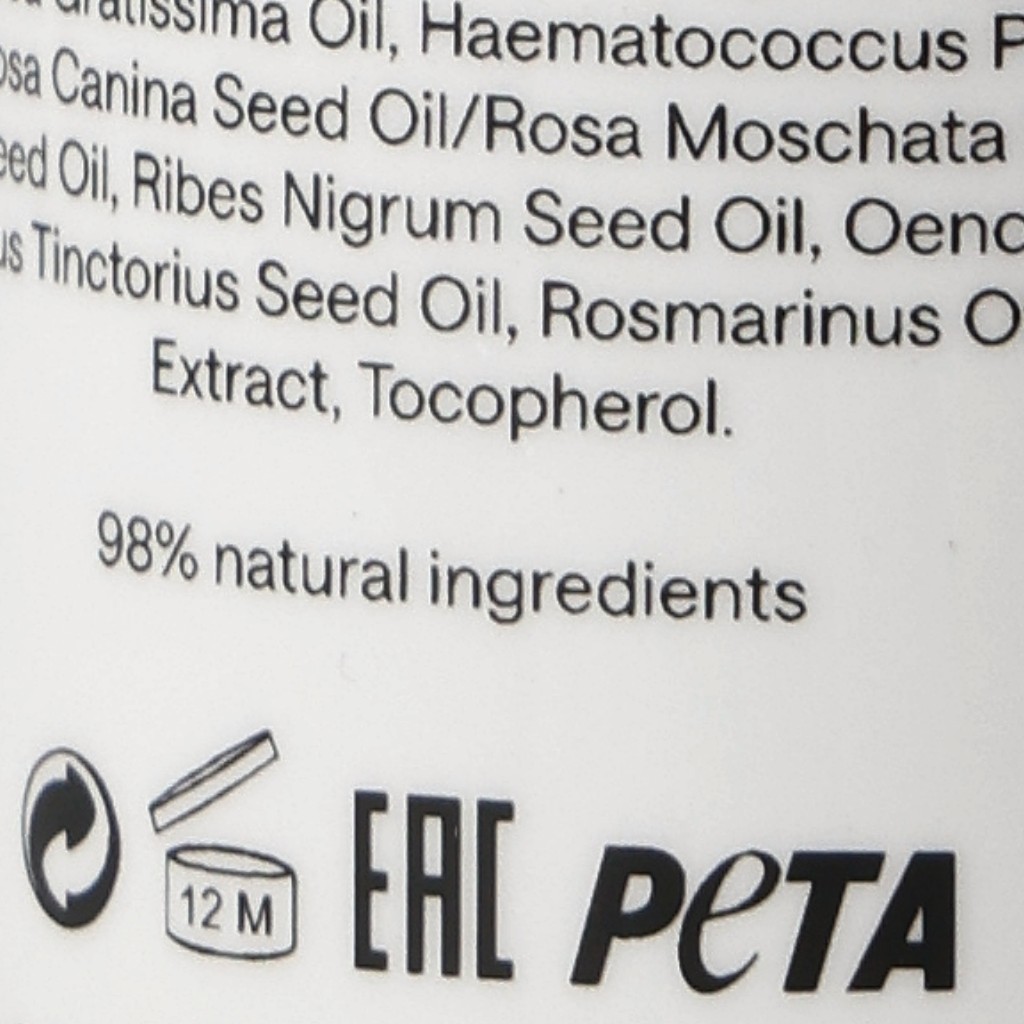 Oil, Haematococcus
Canina Seed Oil/Rosa Moschata
Oil, Ribes Nigrum Seed Oil,
Tinctorius Seed Oil, Rosmarinus
Extract, Tocopherol.
98% natural ingredients
12 M
EAC
PeTA